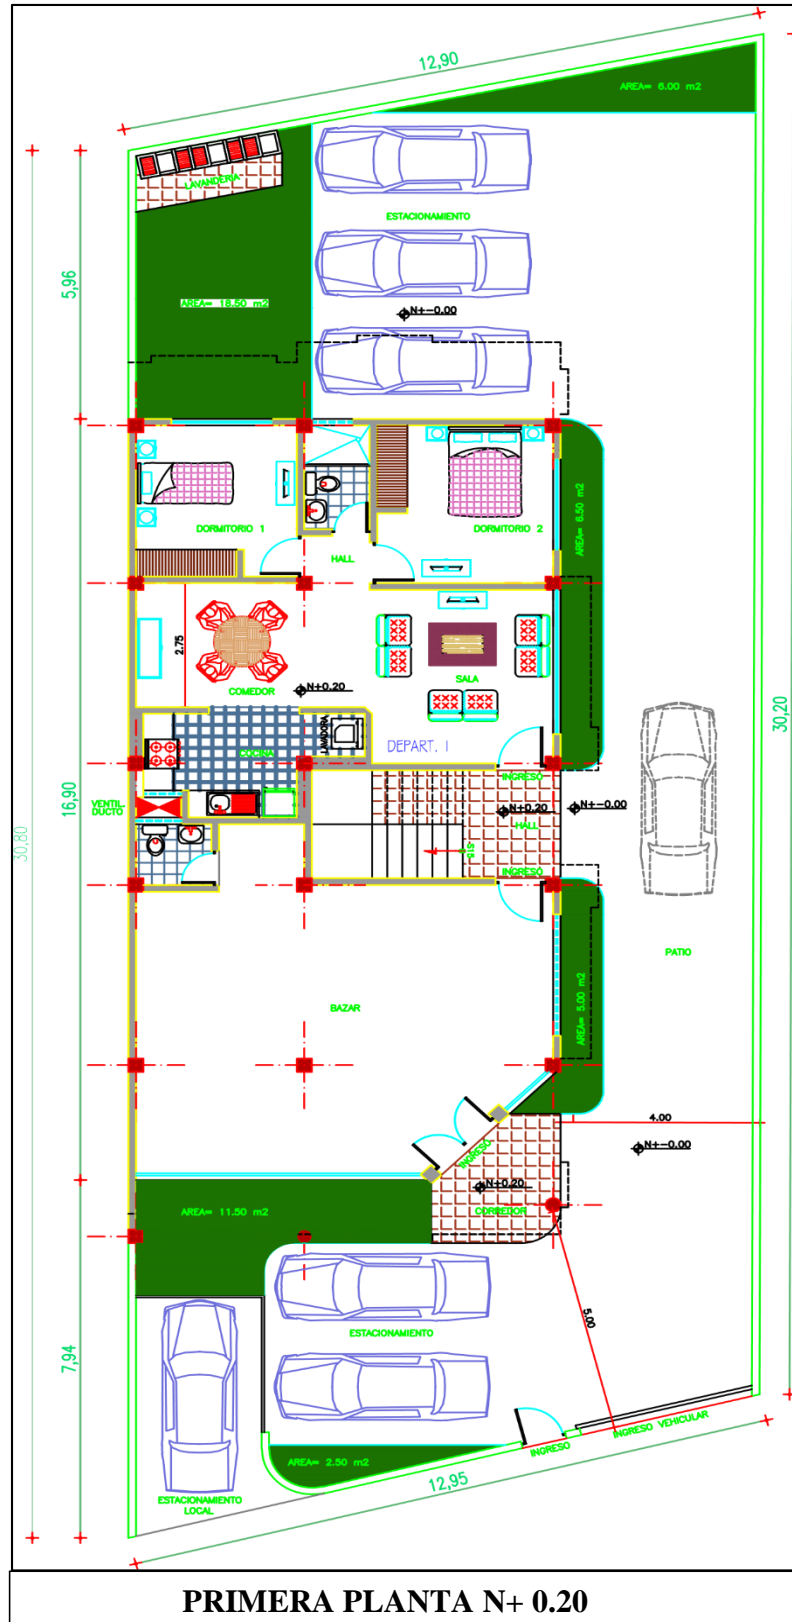 12,90
AREA= 6.00 m2
LAVANDERIA
ESTACIONAMIENTO
5,96
AREA= 18.50 m2
N+-0.00
DORMITORIO 1
DORMITORIO 2
AREA= 6.50 m2
HALL
2.75
COMEDOR
N+0.20
SALA
LAVADORA
COCINA
DEPART. I
30,20
INGRESO
VENTIL-
DUCTO
16,90
N+0.20
N+-0.00
HALL
30,80
S15
INGRESO
PATIO
BAZAR
AREA= 5.00 m2
4.00
N+-0.00
INGRESO
N+0.20
CORREDOR
AREA= 11.50 m2
5.00
ESTACIONAMIENTO
7,94
INGRESO VEHICULAR
INGRESO
AREA= 2.50 m2
12,95
ESTACIONAMIENTO
LOCAL
PRIMERA PLANTA N+ 0.20